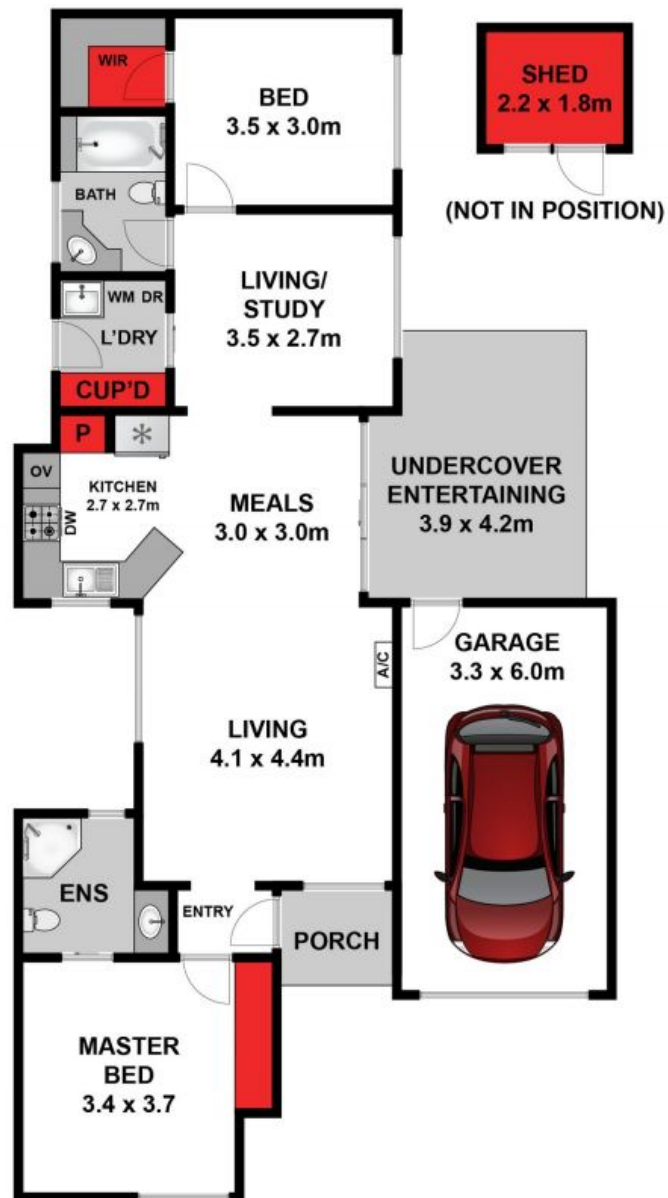 WIR
BED
3.5 x 3.0m
SHED
2.2 x 1.8m
(NOT IN POSITION)
BATH
LIVING/
STUDY
3.5 x 2.7m
WM DR
L'DRY
CUP'D
P
OV
KITCHEN
2.7 x 2.7m
DW
MEALS
3.0 x 3.0m
UNDERCOVER
ENTERTAINING
3.9 x 4.2m
GARAGE
3.3 x 6.0m
A/C
LIVING
4.1 x 4.4m
ENS
ENTRY
PORCH
MASTER
BED
3.4 x 3.7